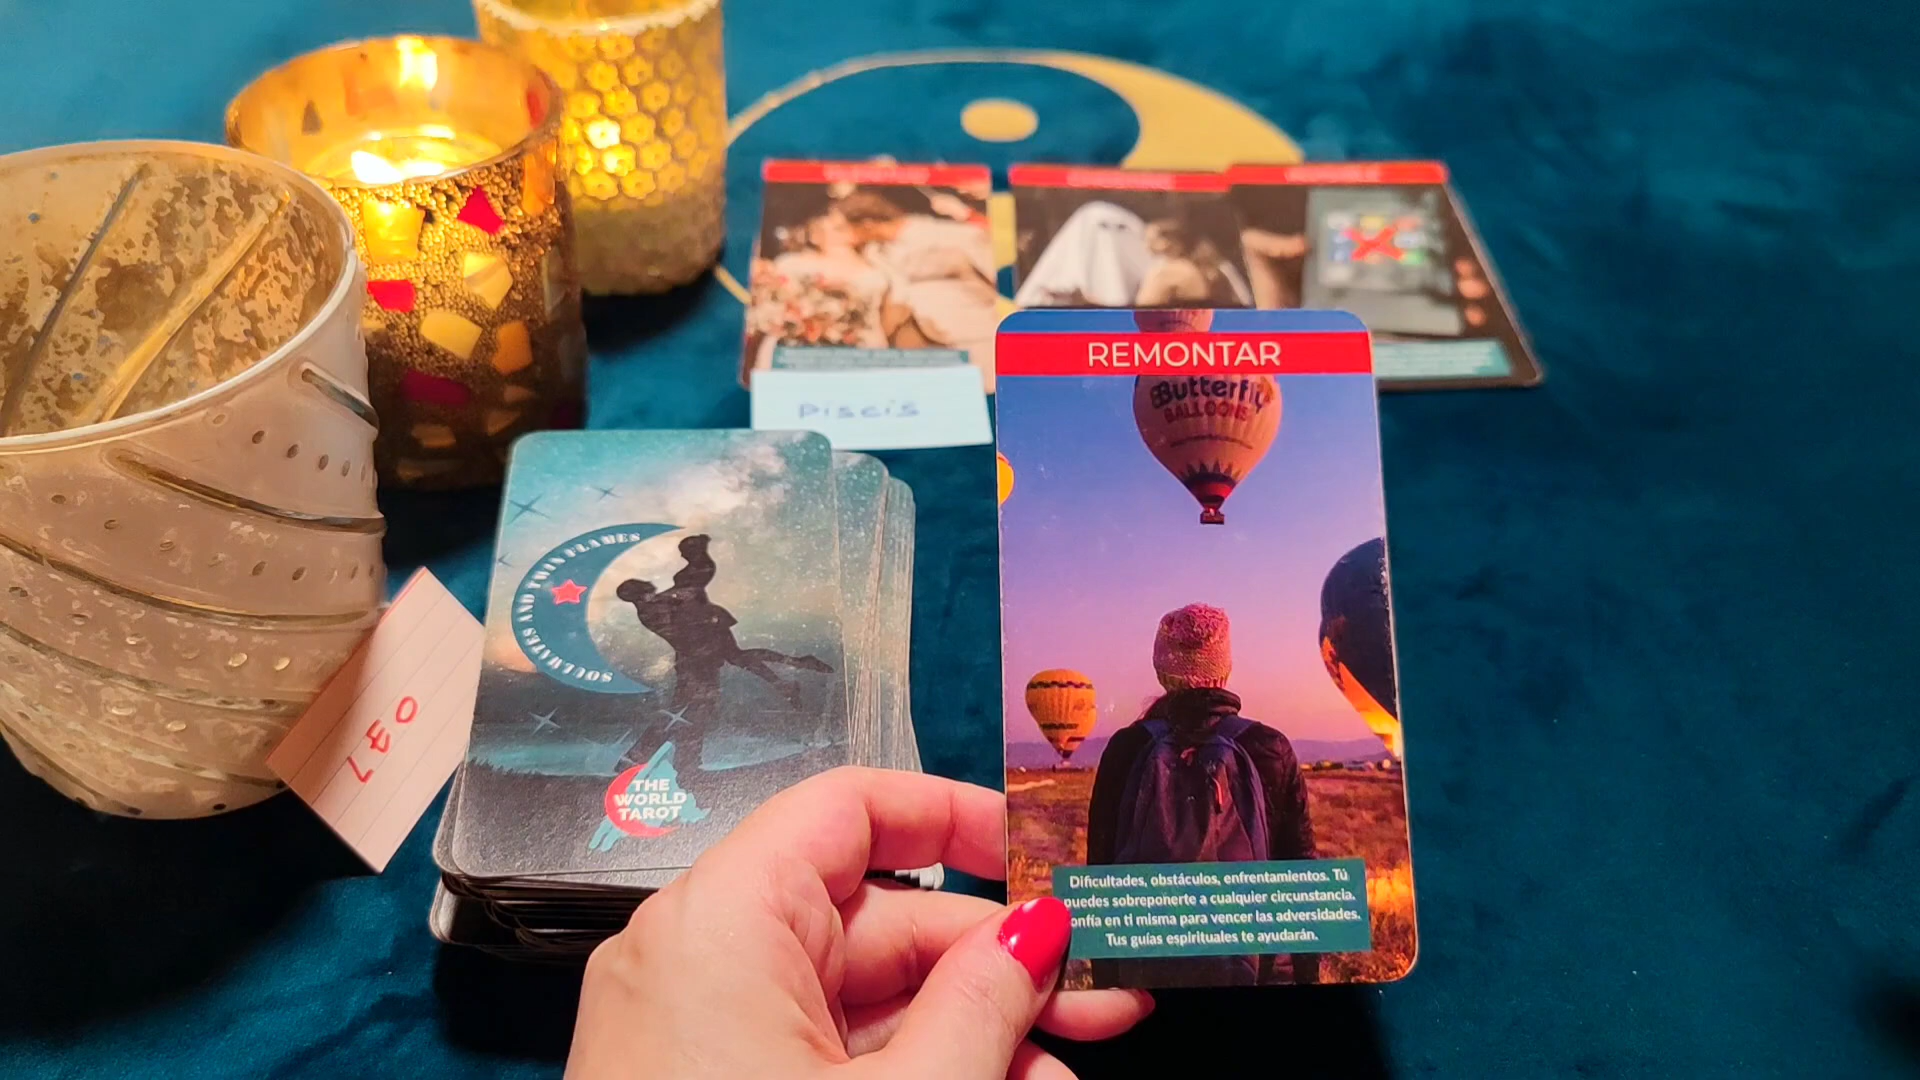 Piscis
REMONTAR
Butterfly
BALLOONS
SOULMATES AND TWIN FLAMES
THE
WORLD
TAROT
LEO
Dificultades, obstáculos, enfrentamientos. Tú
puedes sobreponerte a cualquier circunstancia.
onfía en ti misma para vencer las adversidades.
Tus guías espirituales te ayudarán.